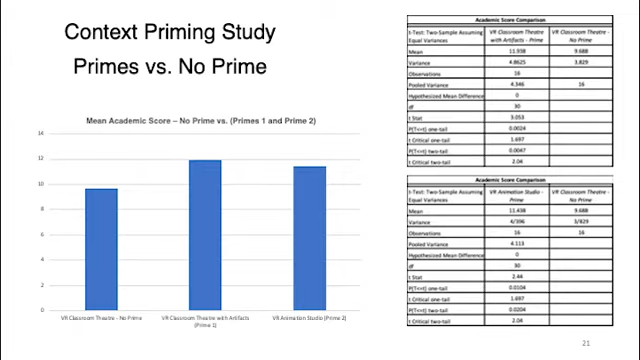 Context Priming Study
Primes vs. No Prime
Mean Academic Score – No Prime vs. (Primes 1 and Prime 2)
14
12
10
8
6
4
2
0
VR Classroom Theatre - No Prime
VR Classroom Theatre with Artifacts (Prime 1)
VR Animation Studio (Prime 2)
Academic Score Comparison
t-Test: Two-Sample Assuming Equal Variances VR Classroom Theatre with Artifacts - Prime VR Classroom Theatre - No Prime
Mean 11.938 9.688
Variance 4.8625 3.829
Observations 16
Pooled Variance 4.346 16
Hypothesized Mean Difference 0
df 30
t Stat 3.053
P(T<=t) one-tail 0.0024
t Critical one-tail 1.697
P(T<=t) two-tail 0.0047
t Critical two-tail 2.04
Academic Score Comparison
t-Test: Two-Sample Assuming Equal Variances VR Animation Studio - Prime VR Classroom Theatre - No Prime
Mean 11.438 9.688
Variance 4/396 3/829
Observations 16 16
Pooled Variance 4.113
Hypothesized Mean Difference 0
df 30
t Stat 2.44
P(T<=t) one-tail 0.0104
t Critical one-tail 1.697
P(T<=t) two-tail 0.0204
t Critical two-tail 2.04
21